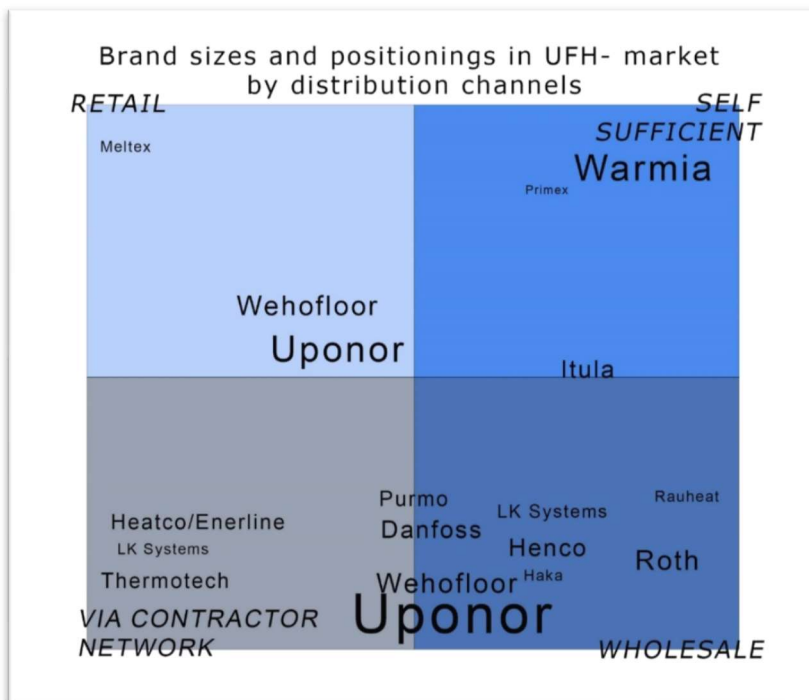 Brand sizes and positionings in UFH- market
by distribution channels
RETAIL
SELF
SUFFICIENT
Meltex
Warmia
Primex
Wehofloor
Uponor
Itula
Purmo
LK Systems
Rauheat
Heatco/Enerline
Danfoss
LK Systems
Henco
Roth
Thermotech
Wehofloor
Haka
Uponor
VIA CONTRACTOR
NETWORK
WHOLESALE